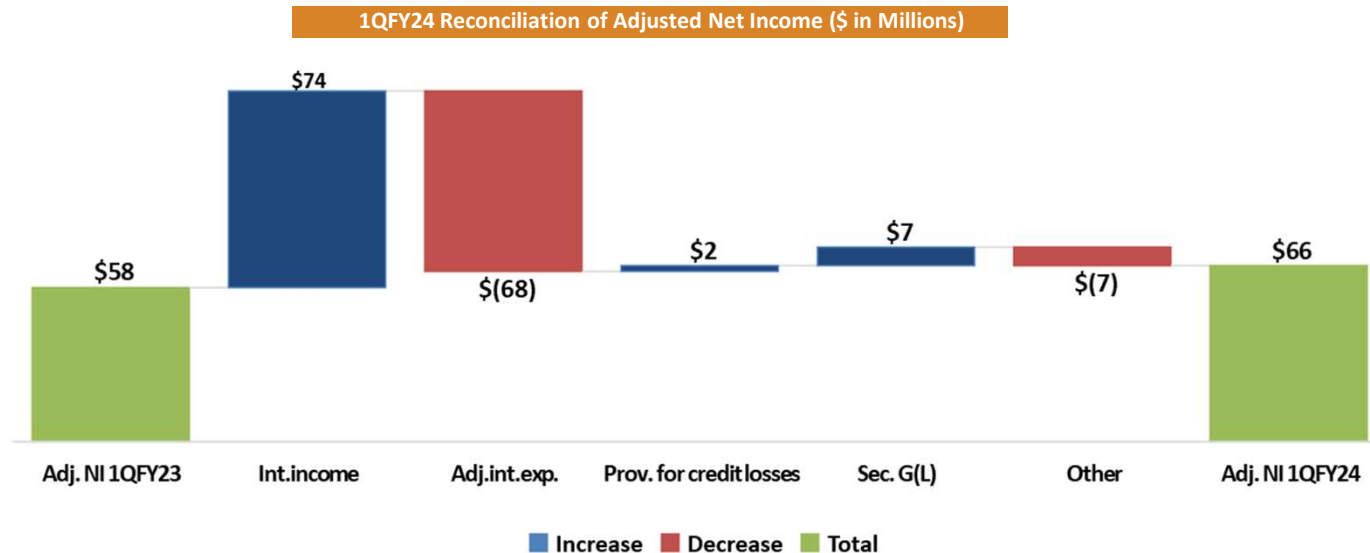 1QFY24 Reconciliation of Adjusted Net Income ($ in Millions)
$74
$58
$(68)
$2
$7
$(7)
$66
Adj. NI 1QFY23
Int.income
Adj.int.exp.
Prov. for credit losses
Sec. G(L)
Other
Adj. NI 1QFY24
Increase
Decrease
Total